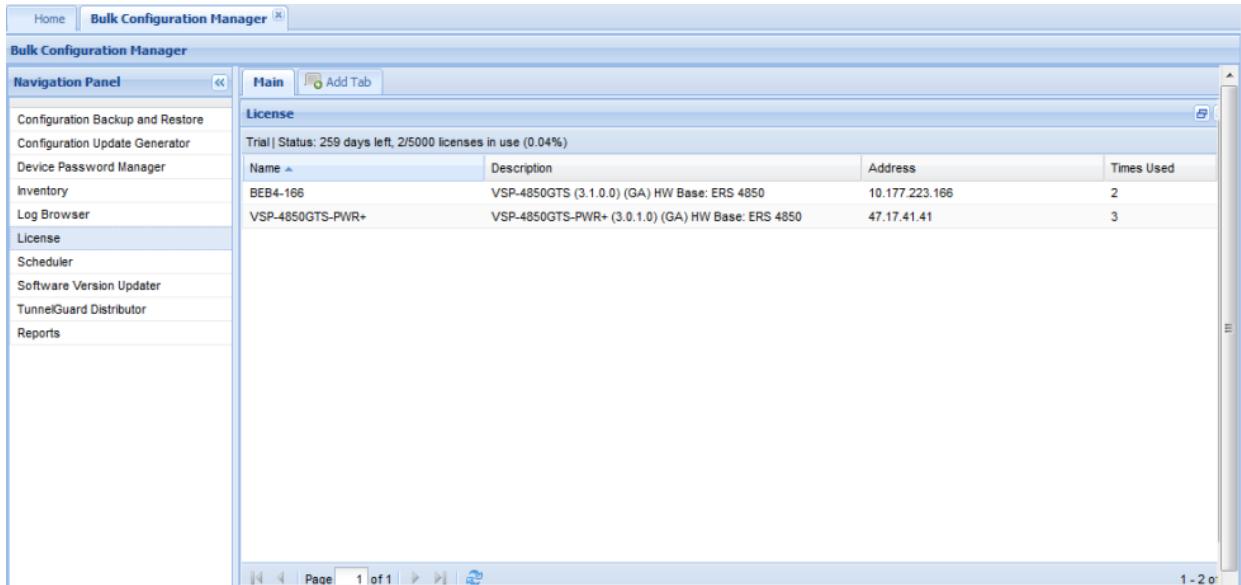 Home Bulk Configuration Manager
Bulk Configuration Manager
Navigation Panel
Configuration Backup and Restore
Configuration Update Generator
Device Password Manager
Inventory
Log Browser
License
Scheduler
Software Version Updater
TunnelGuard Distributor
Reports
Main Add Tab
License
Trial | Status: 259 days left, 2/5000 licenses in use (0.04%)
Name Description Address Times Used
BEB4-166 VSP-4850GTS (3.1.0.0) (GA) HW Base: ERS 4850 10.177.223.166 2
VSP-4850GTS-PWR+ VSP-4850GTS-PWR+ (3.0.1.0) (GA) HW Base: ERS 4850 47.17.41.41 3
Page 1 of 1 1 - 2